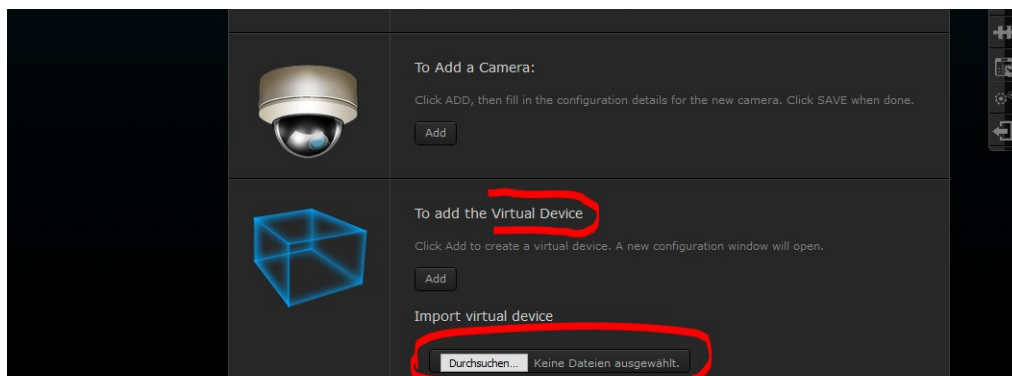 To Add a Camera:
Click ADD, then fill in the configuration details for the new camera. Click SAVE when done.
Add
To add the Virtual Device
Click Add to create a virtual device. A new configuration window will open.
Add
Import virtual device
Durchsuchen... Keine Dateien ausgewählt.